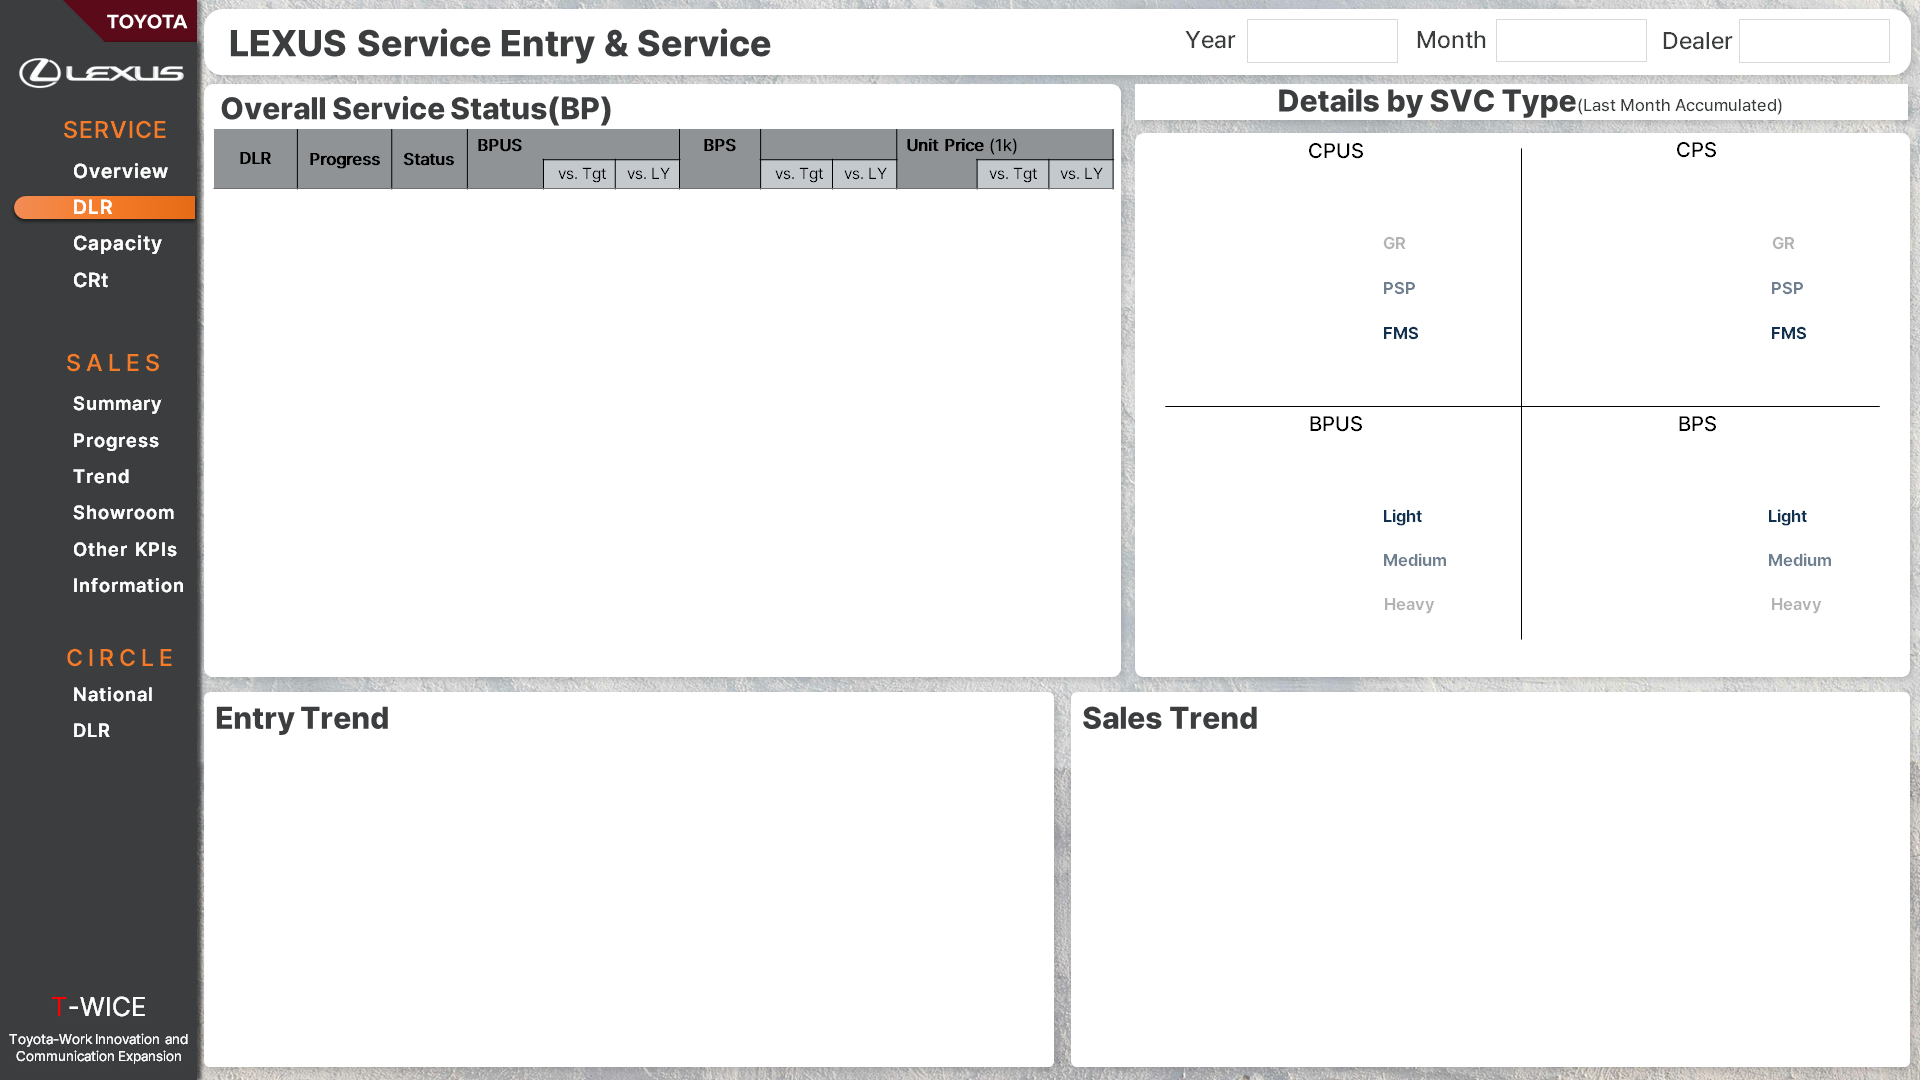 TOYOTA
LEXUS
SERVICE
Overview
DLR
Capacity
CRt
SALES
Summary
Progress
Trend
Showroom
Other KPIs
Information
CIRCLE
National
DLR
T-WICE
Toyota-Work Innovation and
Communication Expansion
LEXUS Service Entry & Service
Year
Month
Dealer
Overall Service Status(BP)
DLR Progress Status BPUS BPS Unit Price (1k)
vs. Tgt vs. LY vs. Tgt vs. LY vs. Tgt vs. LY
Details by SVC Type(Last Month Accumulated)
CPUS
GR
PSP
FMS
CPS
GR
PSP
FMS
BPUS
Light
Medium
Heavy
BPS
Light
Medium
Heavy
Entry Trend
Sales Trend